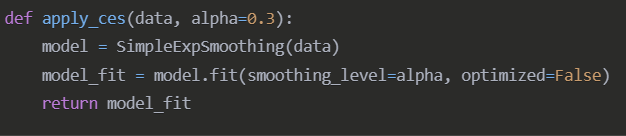 def apply_ces(data, alpha=0.3):
    model = SimpleExpSmoothing(data)
    model_fit = model.fit(smoothing_level=alpha, optimized=False)
    return model_fit